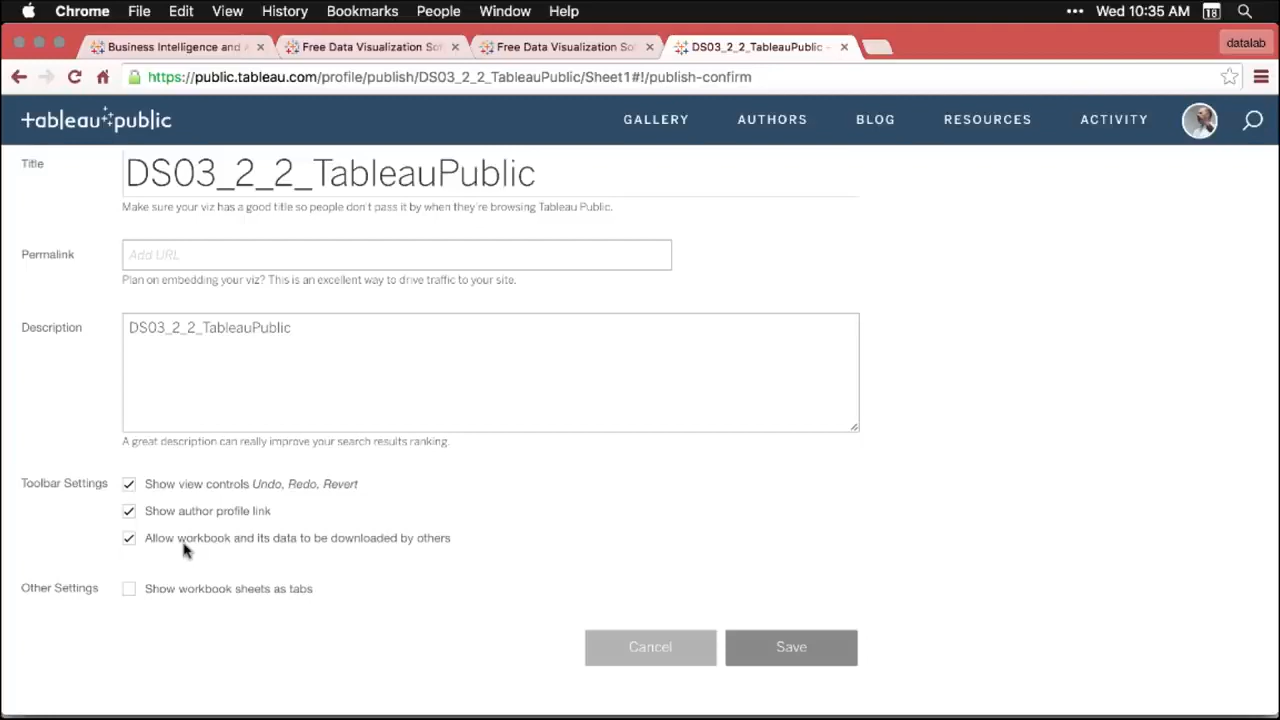 Chrome File Edit View History Bookmarks People Window Help Wed 10:35 AM 18
Business Intelligence and A Free Data Visualization Sof Free Data Visualization Sof DS03_2_2_TableauPublic - datalab
https://public.tableau.com/profile/publish/DS03_2_2_TableauPublic/Sheet1#!/publish-confirm
tableau public GALLERY AUTHORS BLOG RESOURCES ACTIVITY
Title DS03_2_2_TableauPublic
Make sure your viz has a good title so people don't pass it by when they're browsing Tableau Public.
Permalink Add URL
Plan on embedding your viz? This is an excellent way to drive traffic to your site.
Description DS03_2_2_TableauPublic
A great description can really improve your search results ranking.
Toolbar Settings Show view controls Undo, Redo, Revert
Show author profile link
Allow workbook and its data to be downloaded by others
Other Settings Show workbook sheets as tabs
Cancel Save